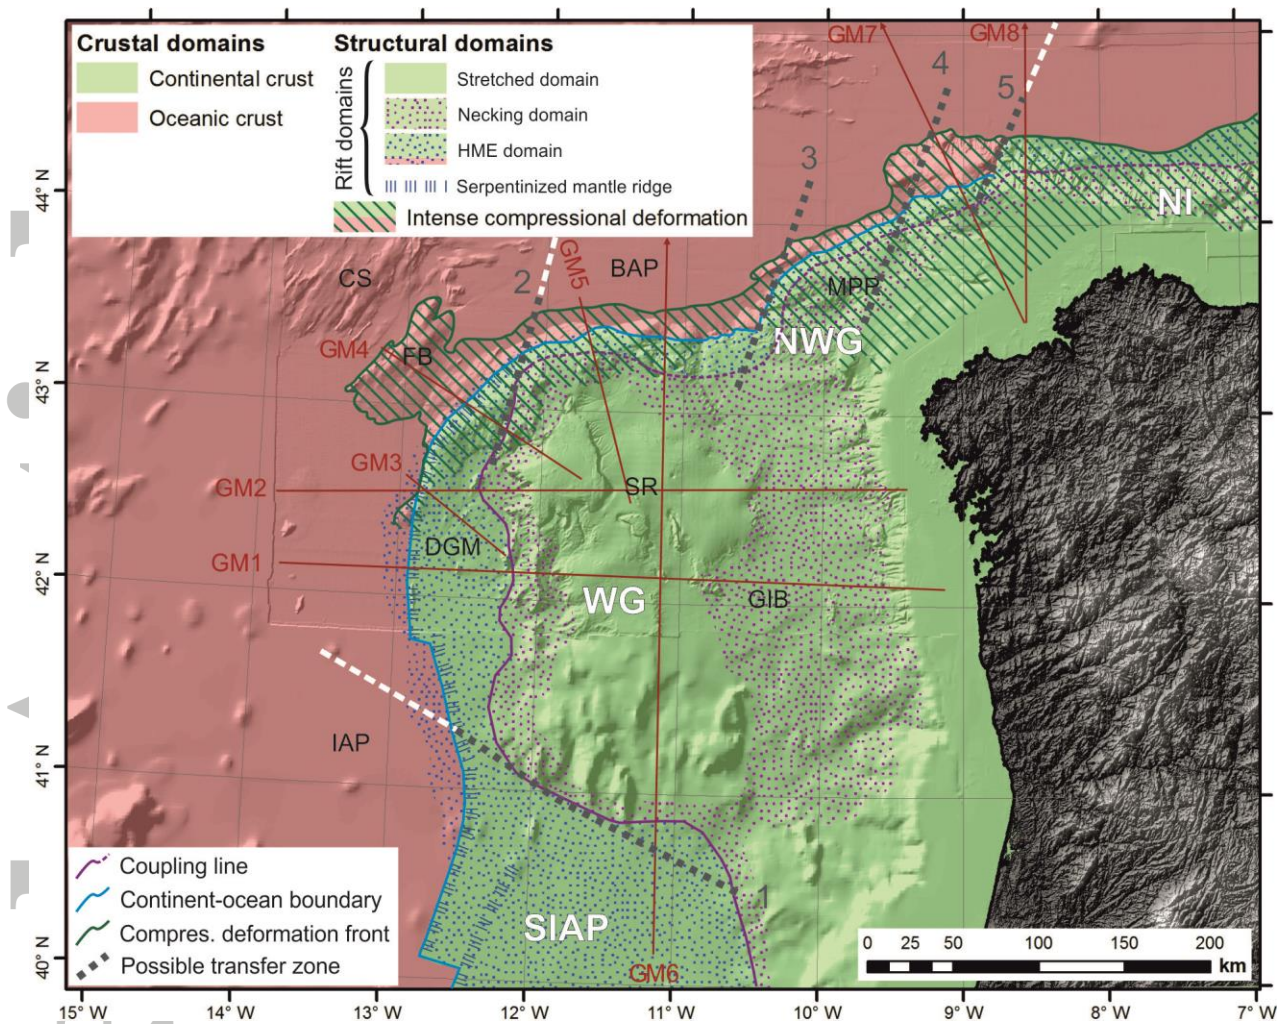 Crustal domains
Continental crust
Oceanic crust
Structural domains
Rift domains
Stretched domain
Necking domain
HME domain
Serpentinized mantle ridge
Intense compressional deformation
GM7
GM8
4
5
3
2
44° N
43° N
42° N
41° N
40° N
CS
GM5
BAP
MPP
NI
NWG
GM4
FB
GM3
GM2
SR
DGM
GM1
WG
GIB
IAP
1
SIAP
GM6
Coupling line
Continent-ocean boundary
Compres. deformation front
Possible transfer zone
0 25 50 100 150 200
km
15° W 14° W 13° W 12° W 11° W 10° W 9° W 8° W 7° W